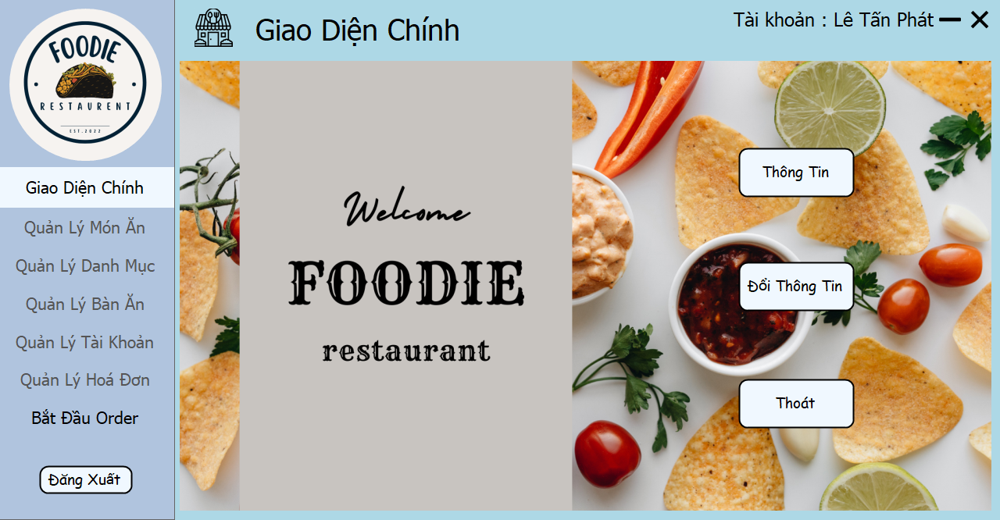 FOODIE
RESTAURENT
EST.2022
Giao Diện Chính
Quản Lý Món Ăn
Quản Lý Danh Mục
Quản Lý Bàn Ăn
Quản Lý Tài Khoản
Quản Lý Hoá Đơn
Bắt Đầu Order
Đăng Xuất
Giao Diện Chính
Tài khoản : Lê Tấn Phát
Welcome
FOODIE
restaurant
Thông Tin
Đổi Thông Tin
Thoát